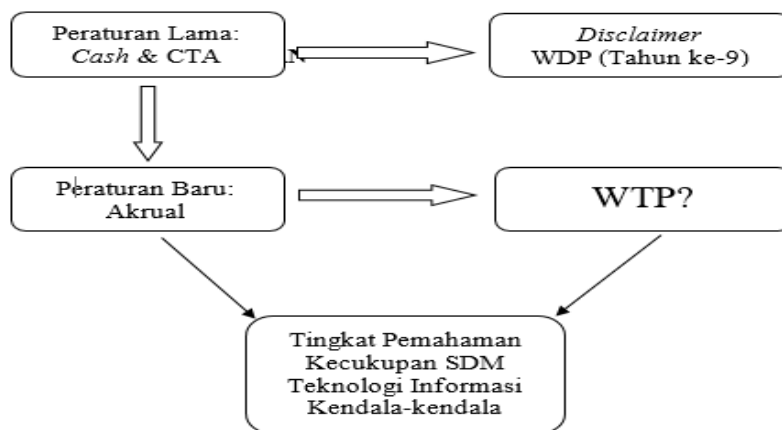 Peraturan Lama:
Cash & CTA
Disclaimer
WDP (Tahun ke-9)
Peraturan Baru:
Akrual
WTP?
Tingkat Pemahaman
Kecukupan SDM
Teknologi Informasi
Kendala-kendala